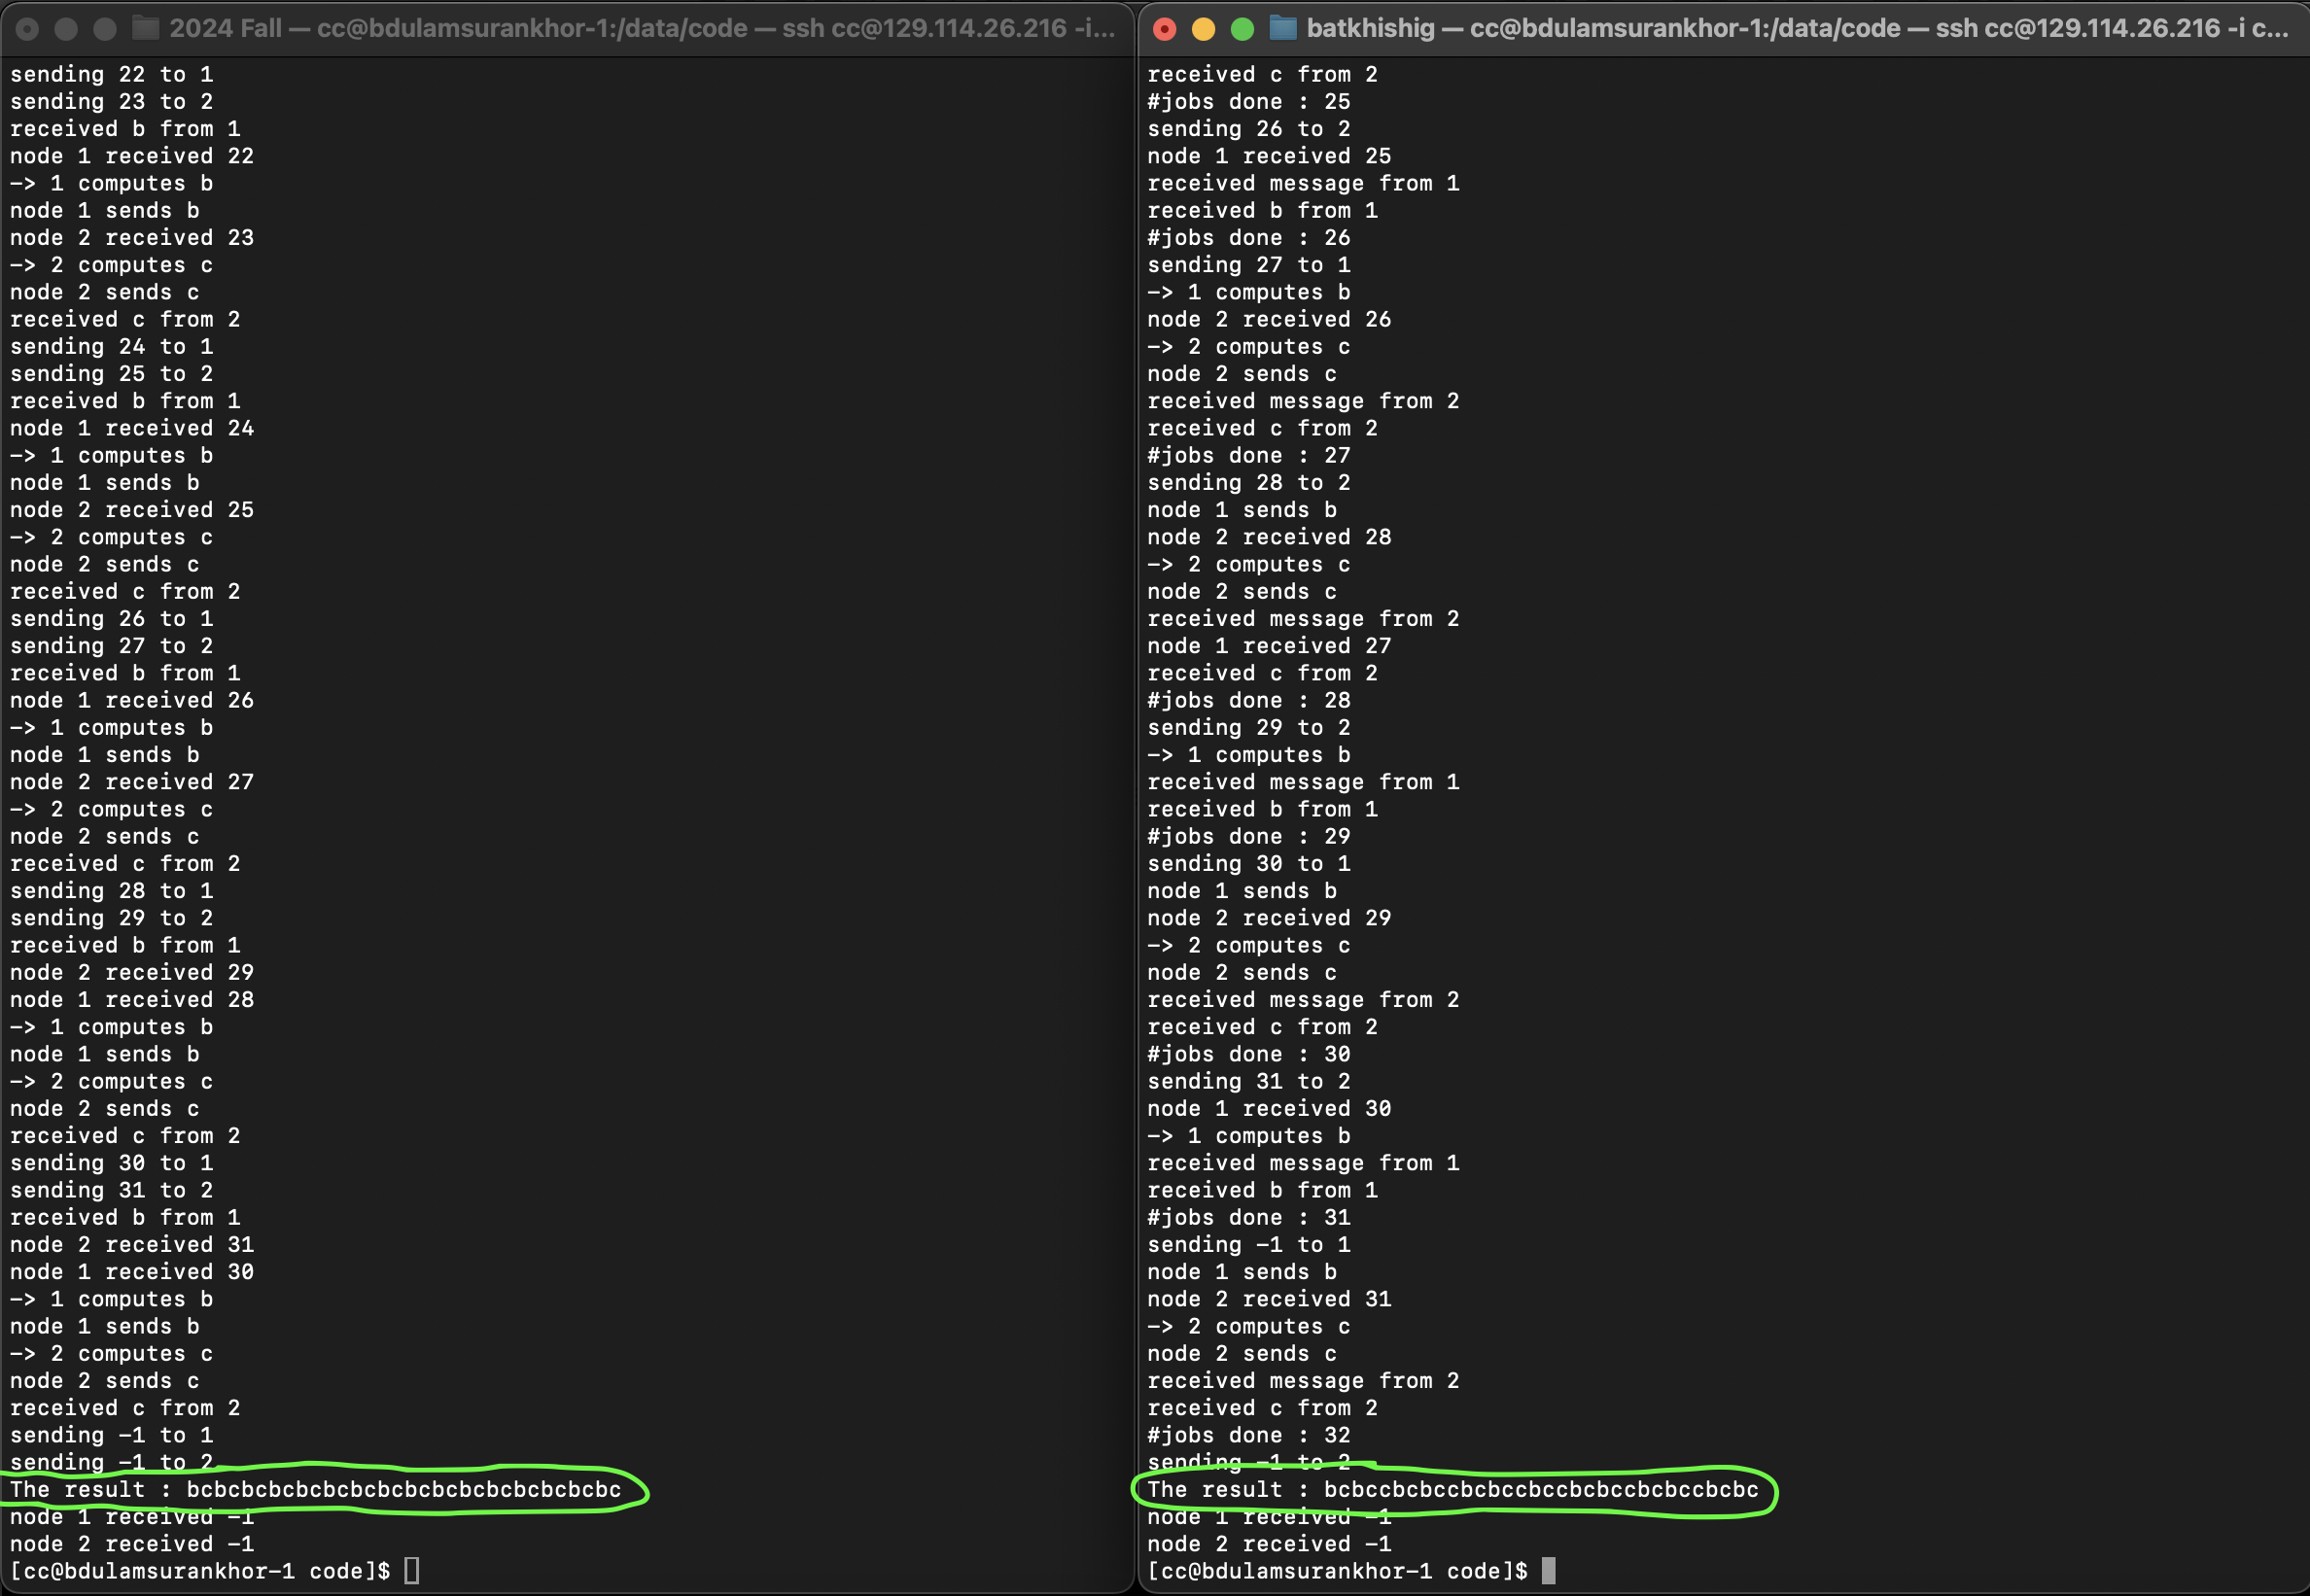 2024 Fall — cc@bdulamsurankhor-1:/data/code — ssh cc@129.114.26.216 -i...
sending 22 to 1
sending 23 to 2
received b from 1
node 1 received 22
-> 1 computes b
node 1 sends b
node 2 received 23
-> 2 computes c
node 2 sends c
received c from 2
sending 24 to 1
sending 25 to 2
received b from 1
node 1 received 24
-> 1 computes b
node 1 sends b
node 2 received 25
-> 2 computes c
node 2 sends c
received c from 2
sending 26 to 1
sending 27 to 2
received b from 1
node 1 received 26
-> 1 computes b
node 1 sends b
node 2 received 27
-> 2 computes c
node 2 sends c
received c from 2
sending 28 to 1
sending 29 to 2
received b from 1
node 2 received 29
node 1 received 28
-> 1 computes b
node 1 sends b
-> 2 computes c
node 2 sends c
received c from 2
sending 30 to 1
sending 31 to 2
received b from 1
node 2 received 31
node 1 received 30
-> 1 computes b
node 1 sends b
-> 2 computes c
node 2 sends c
received c from 2
sending -1 to 1
sending -1 to 2
The result : bcbcbcbcbcbcbcbcbcbcbcbcbcbcbcbc
node 1 received -1
node 2 received -1
[cc@bdulamsurankhor-1 code]$
batkhishig — cc@bdulamsurankhor-1:/data/code — ssh cc@129.114.26.216 -i c...
received c from 2
#jobs done : 25
sending 26 to 2
node 1 received 25
received message from 1
received b from 1
#jobs done : 26
sending 27 to 1
-> 1 computes b
node 2 received 26
-> 2 computes c
node 2 sends c
received message from 2
received c from 2
#jobs done : 27
sending 28 to 2
node 1 sends b
node 2 received 28
-> 2 computes c
node 2 sends c
received message from 2
node 1 received 27
received c from 2
#jobs done : 28
sending 29 to 2
-> 1 computes b
received message from 1
received b from 1
#jobs done : 29
sending 30 to 1
node 1 sends b
node 2 received 29
-> 2 computes c
node 2 sends c
received message from 2
received c from 2
#jobs done : 30
sending 31 to 2
node 1 received 30
-> 1 computes b
received message from 1
received b from 1
#jobs done : 31
sending -1 to 1
node 1 sends b
node 2 received 31
-> 2 computes c
node 2 sends c
received message from 2
received c from 2
#jobs done : 32
sending -1 to 2
The result : bcbccbcbccbcbccbccbcbccbcbccbcbc
node 1 received -1
node 2 received -1
[cc@bdulamsurankhor-1 code]$